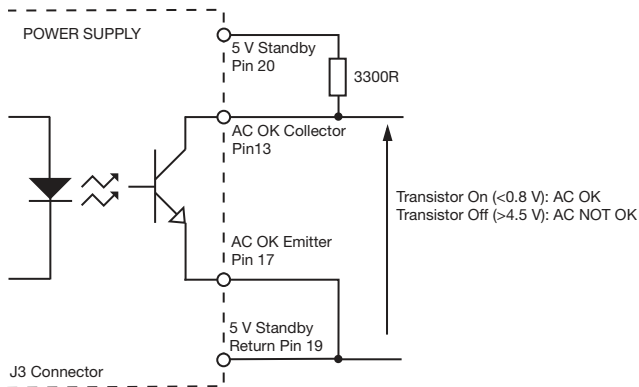 POWER SUPPLY
5 V Standby
Pin 20
3300R
AC OK Collector
Pin13
Transistor On (<0.8 V): AC OK
Transistor Off (>4.5 V): AC NOT OK
AC OK Emitter
Pin 17
5 V Standby
Return Pin 19
J3 Connector